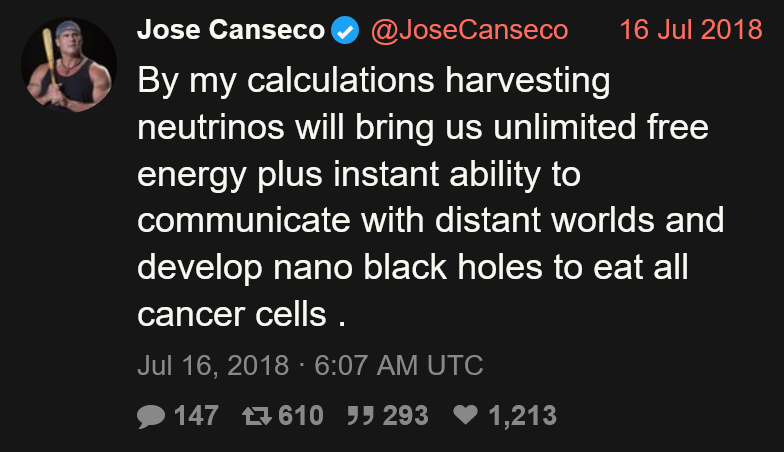 Jose Canseco @JoseCanseco 16 Jul 2018
By my calculations harvesting
neutrinos will bring us unlimited free
energy plus instant ability to
communicate with distant worlds and
develop nano black holes to eat all
cancer cells .
Jul 16, 2018 · 6:07 AM UTC
147 610 293 1,213